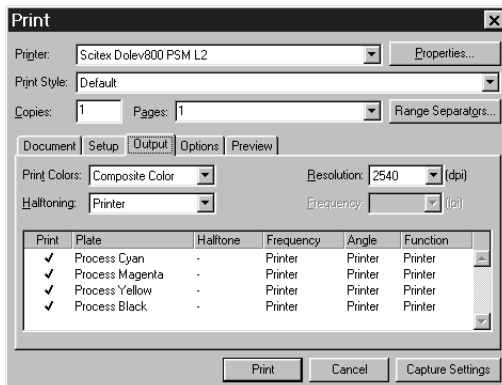 Print
Printer: Scitex Dolev800 PSM L2 Properties...
Print Style: Default
Copies: 1 Pages: 1 Range Separators...
Document Setup Output Options Preview
Print Colors: Composite Color Resolution: 2540 (dpi)
Halftoning: Printer Frequency: (lpi)
Print Plate Halftone Frequency Angle Function
✓ Process Cyan - Printer Printer Printer
✓ Process Magenta - Printer Printer Printer
✓ Process Yellow - Printer Printer Printer
✓ Process Black - Printer Printer Printer
Print Cancel Capture Settings